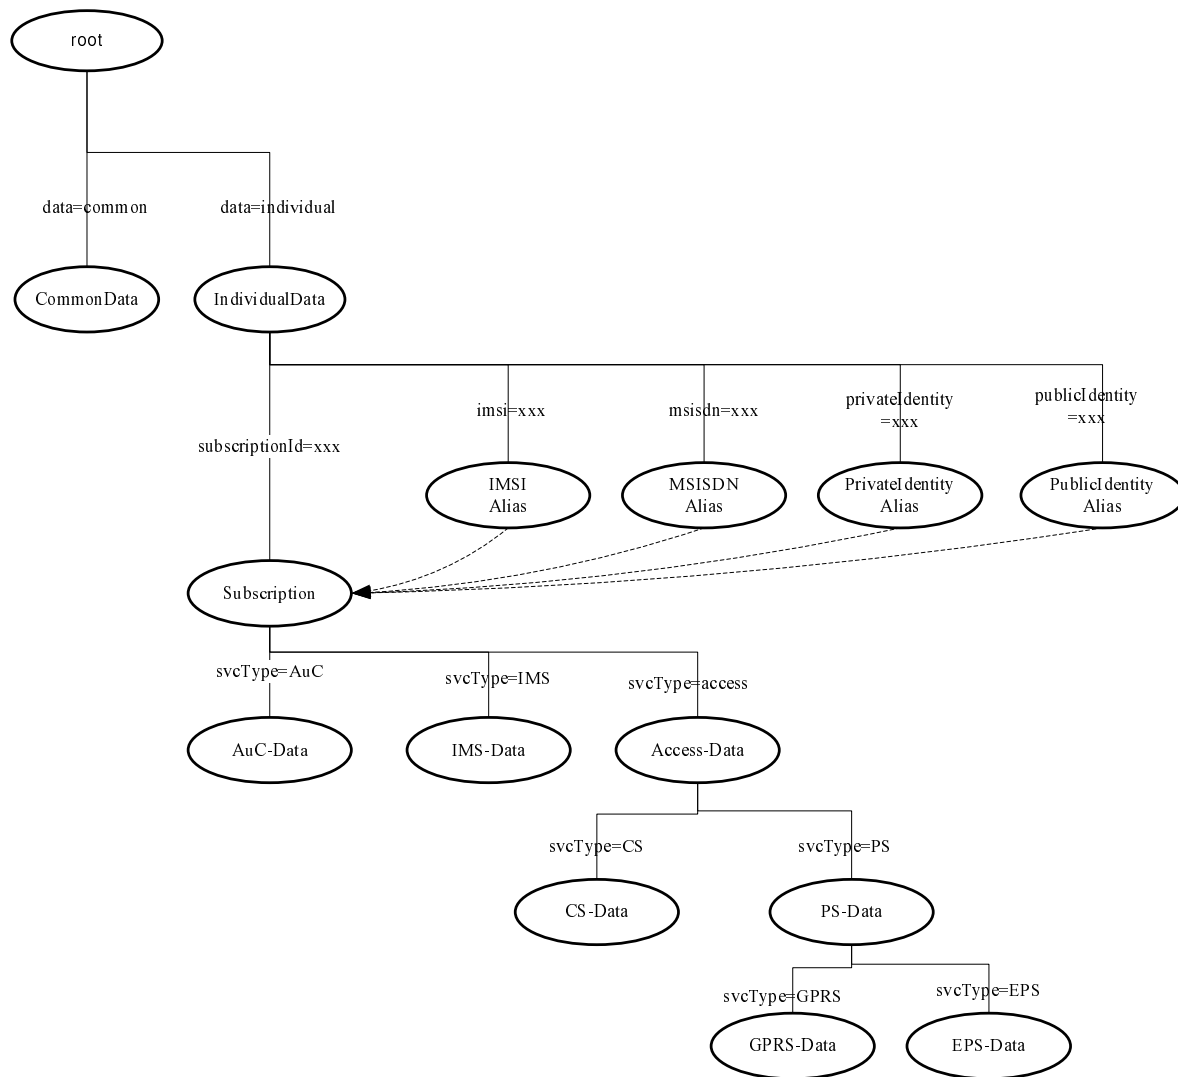 root
data=common
data=individual
CommonData
IndividualData
subscriptionId=xxx
imsi=xxx
msisdn=xxx
privateIdentity
=xxx
publicIdentity
=xxx
IMSI
Alias
MSISDN
Alias
PrivateIdentity
Alias
PublicIdentity
Alias
Subscription
svcType=AuC
svcType=IMS
svcType=access
AuC-Data
IMS-Data
Access-Data
svcType=CS
svcType=PS
CS-Data
PS-Data
svcType=GPRS
svcType=EPS
GPRS-Data
EPS-Data